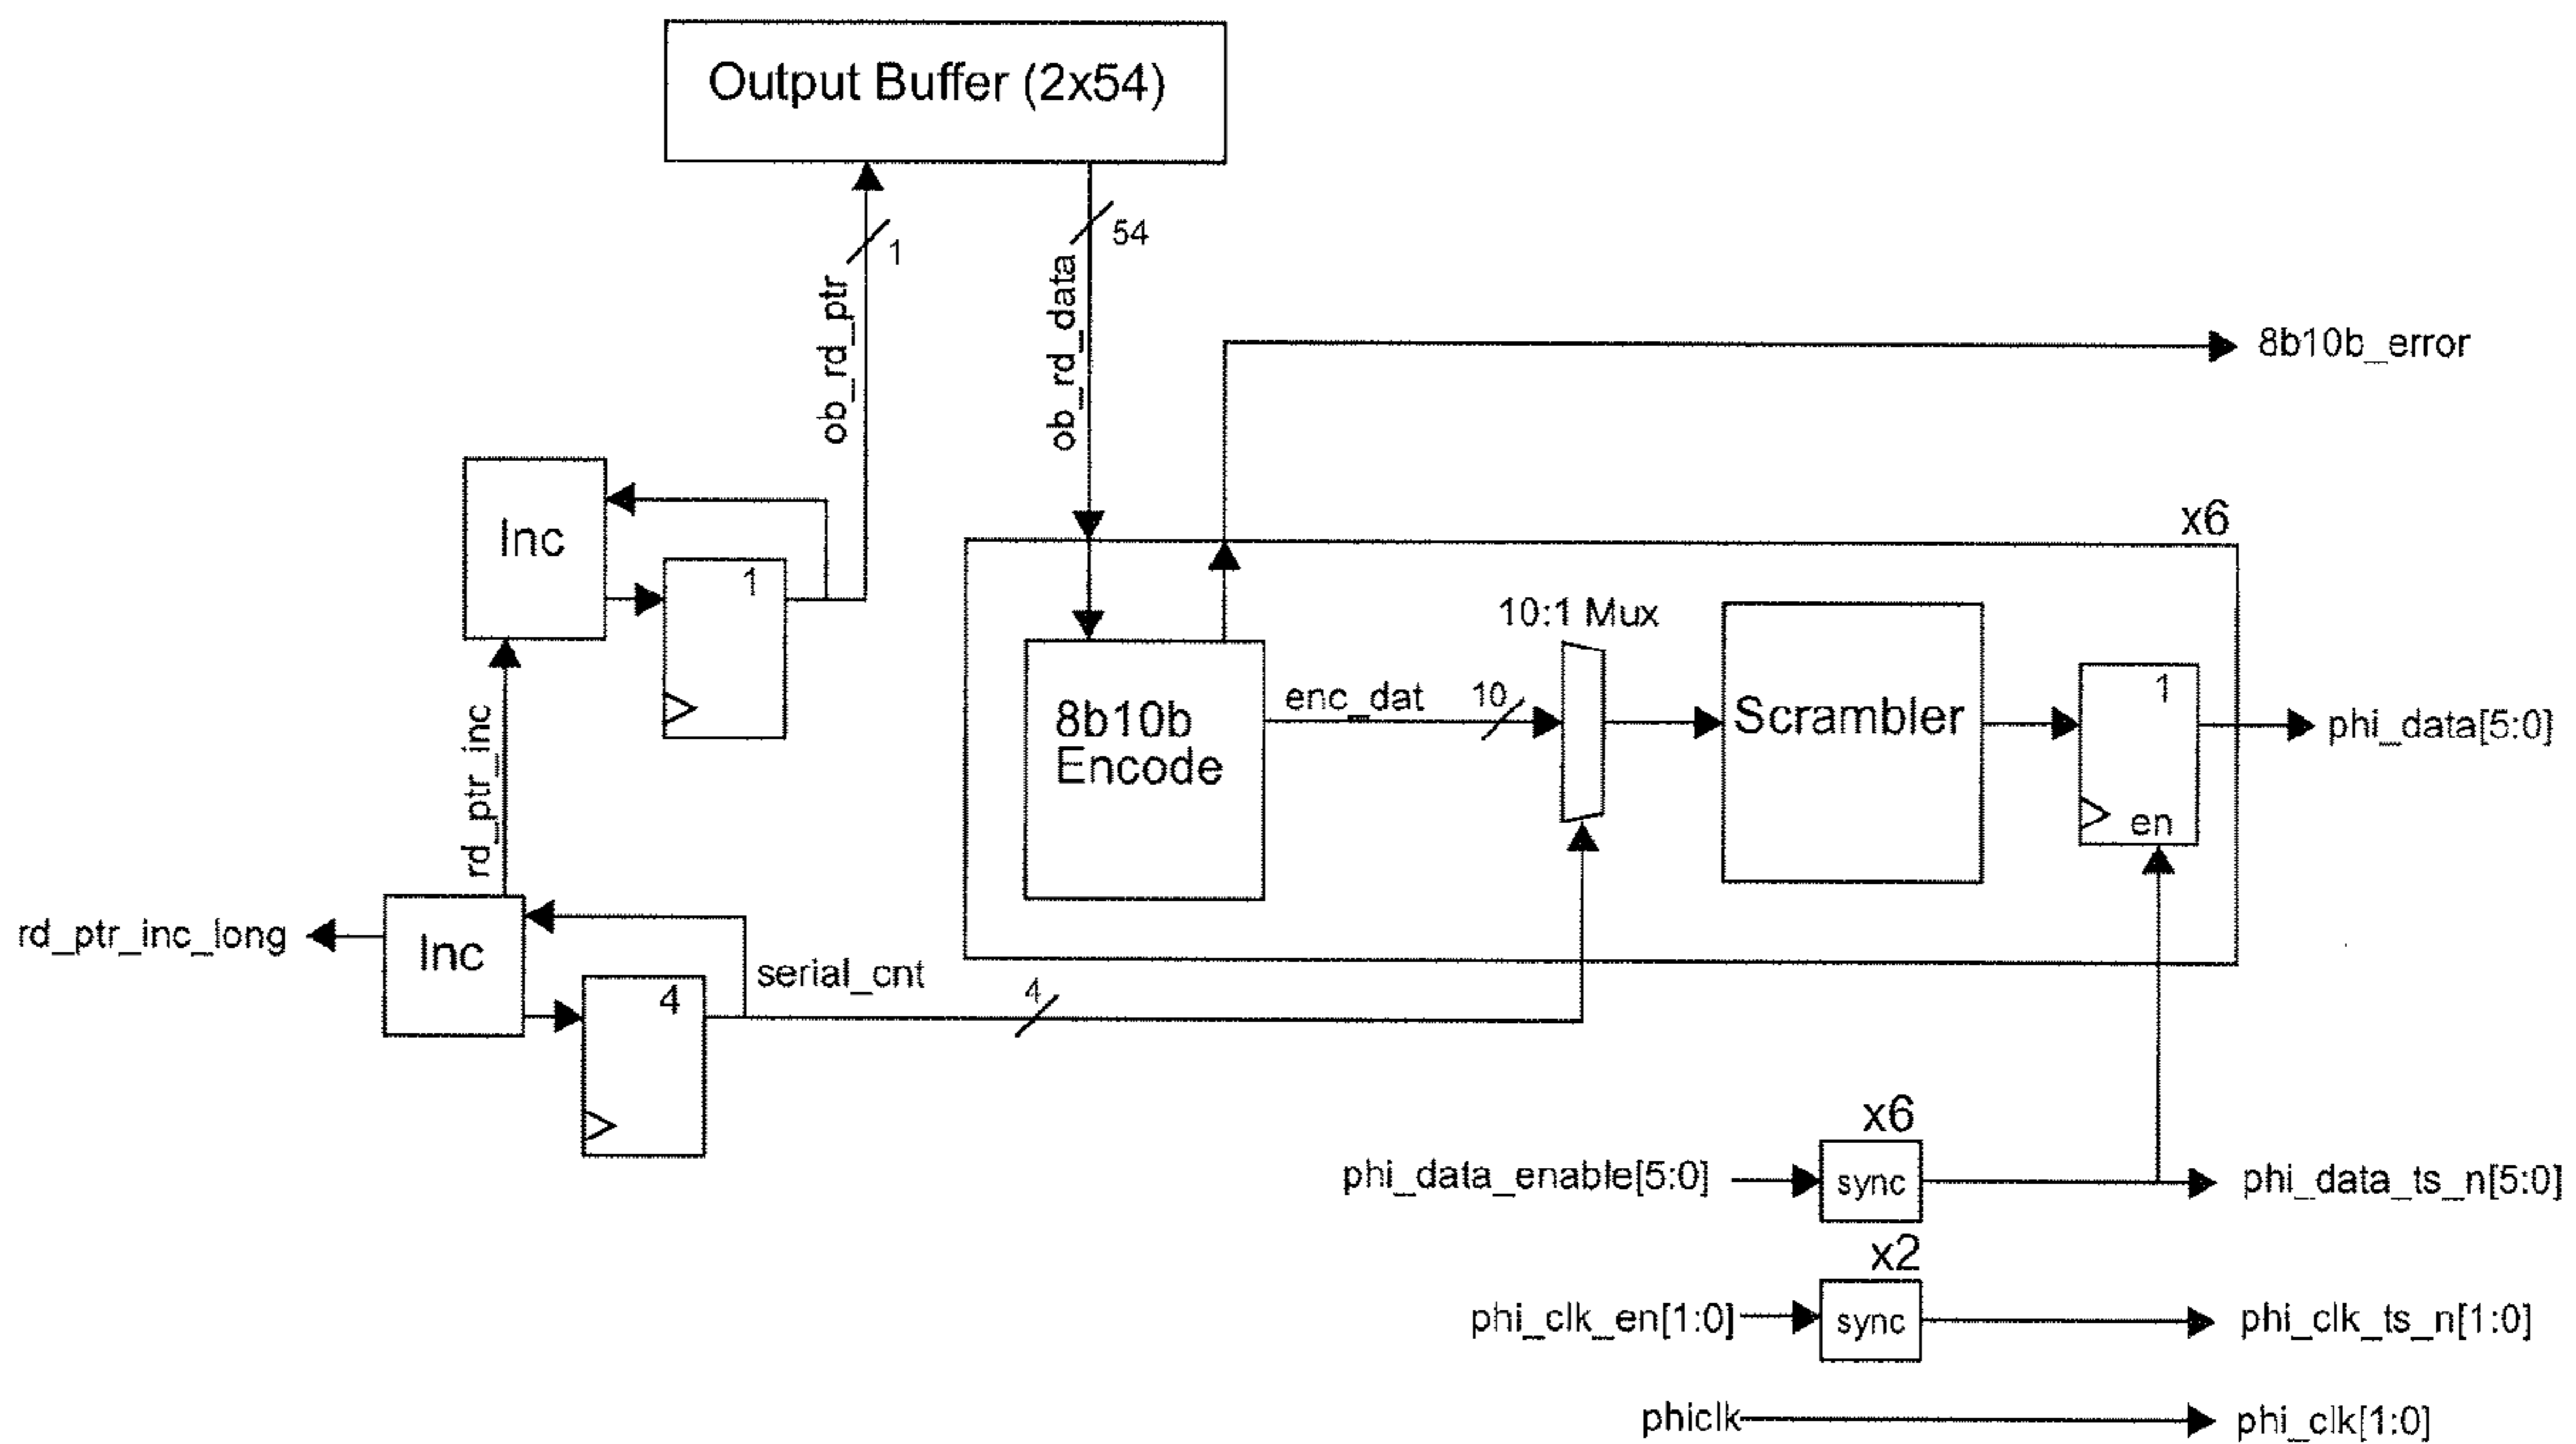 Output Buffer (2x54)
1
54
ob_rd_ptr
ob_rd_data
8b10b_error
Inc
1
x6
10:1 Mux
rd_ptr_inc
8b10b
Encode
enc_dat
10
Scrambler
1
en
phi_data[5:0]
rd_ptr_inc_long
Inc
serial_cnt
4
4
x6
phi_data_enable[5:0]
sync
phi_data_ts_n[5:0]
x2
phi_clk_en[1:0]
sync
phi_clk_ts_n[1:0]
phiclk
phi_clk[1:0]